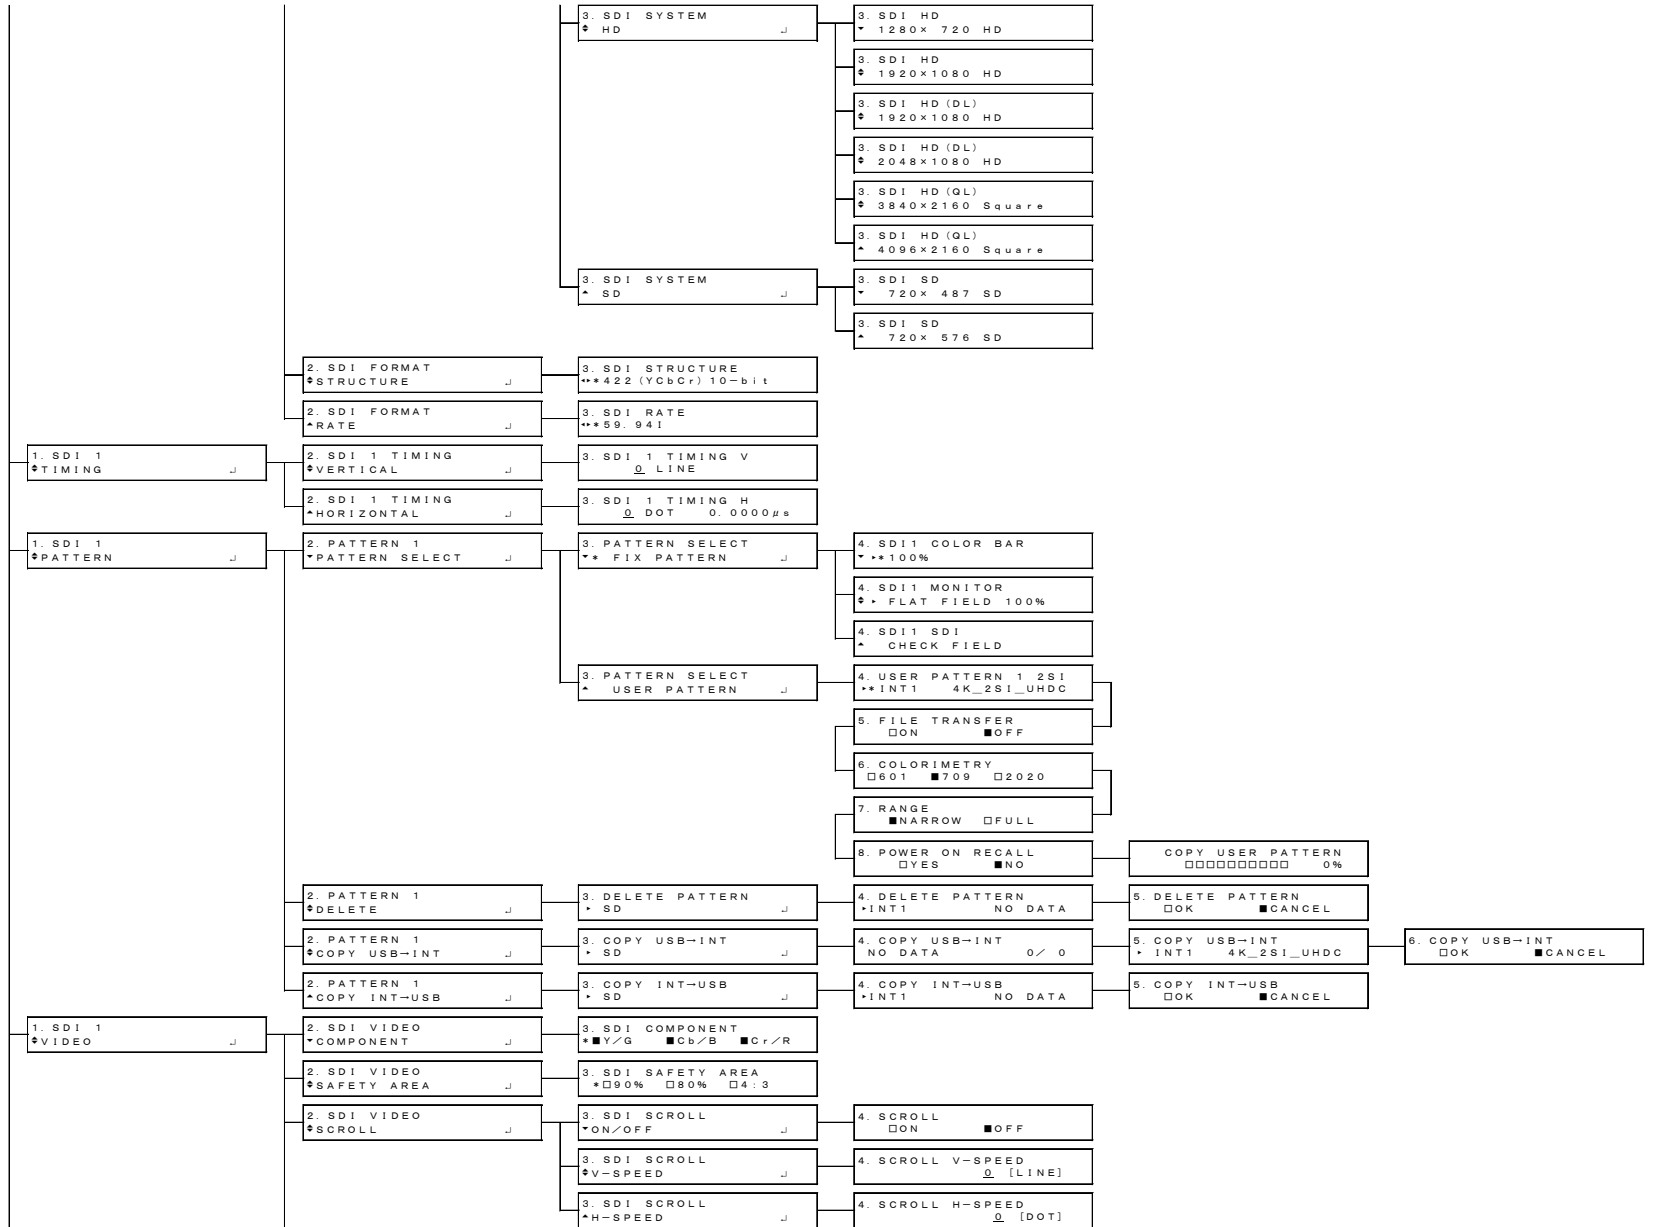 3. SDI SYSTEM
HD ↵
3. SDI HD
1280× 720 HD
3. SDI HD
1920×1080 HD
3. SDI HD(DL)
1920×1080 HD
3. SDI HD(DL)
2048×1080 HD
3. SDI HD(QL)
3840×2160 Square
3. SDI HD(QL)
4096×2160 Square
3. SDI SYSTEM
SD ↵
3. SDI SD
720× 487 SD
3. SDI SD
720× 576 SD
2. SDI FORMAT
STRUCTURE ↵
3. SDI STRUCTURE
*422(YCbCr)10-bit
2. SDI FORMAT
RATE ↵
3. SDI RATE
*59.94I
1. SDI 1
TIMING ↵
2. SDI 1 TIMING
VERTICAL ↵
3. SDI 1 TIMING V
0 LINE
2. SDI 1 TIMING
HORIZONTAL ↵
3. SDI 1 TIMING H
0 DOT 0.0000μs
1. SDI 1
PATTERN ↵
2. PATTERN 1
PATTERN SELECT ↵
3. PATTERN SELECT
* FIX PATTERN ↵
4. SDI1 COLOR BAR
*100%
4. SDI1 MONITOR
FLAT FIELD 100%
4. SDI1 SDI
CHECK FIELD
3. PATTERN SELECT
USER PATTERN ↵
4. USER PATTERN 1 2SI
*INT1 4K_2SI_UHDC
5. FILE TRANSFER
□ON ■OFF
6. COLORIMETRY
□601 ■709 □2020
7. RANGE
■NARROW □FULL
8. POWER ON RECALL
□YES ■NO
COPY USER PATTERN
□□□□□□□□□□ 0%
2. PATTERN 1
DELETE ↵
3. DELETE PATTERN
SD ↵
4. DELETE PATTERN
INT1 NO DATA
5. DELETE PATTERN
□OK ■CANCEL
2. PATTERN 1
COPY USB→INT ↵
3. COPY USB→INT
SD ↵
4. COPY USB→INT
NO DATA 0/ 0
5. COPY USB→INT
INT1 4K_2SI_UHDC
6. COPY USB→INT
□OK ■CANCEL
2. PATTERN 1
COPY INT→USB ↵
3. COPY INT→USB
SD ↵
4. COPY INT→USB
INT1 NO DATA
5. COPY INT→USB
□OK ■CANCEL
1. SDI 1
VIDEO ↵
2. SDI VIDEO
COMPONENT ↵
3. SDI COMPONENT
*■Y/G ■Cb/B ■Cr/R
2. SDI VIDEO
SAFETY AREA ↵
3. SDI SAFETY AREA
*□90% □80% □4:3
2. SDI VIDEO
SCROLL ↵
3. SDI SCROLL
ON/OFF ↵
4. SCROLL
□ON ■OFF
3. SDI SCROLL
V-SPEED ↵
4. SCROLL V-SPEED
0 [LINE]
3. SDI SCROLL
H-SPEED ↵
4. SCROLL H-SPEED
0 [DOT]